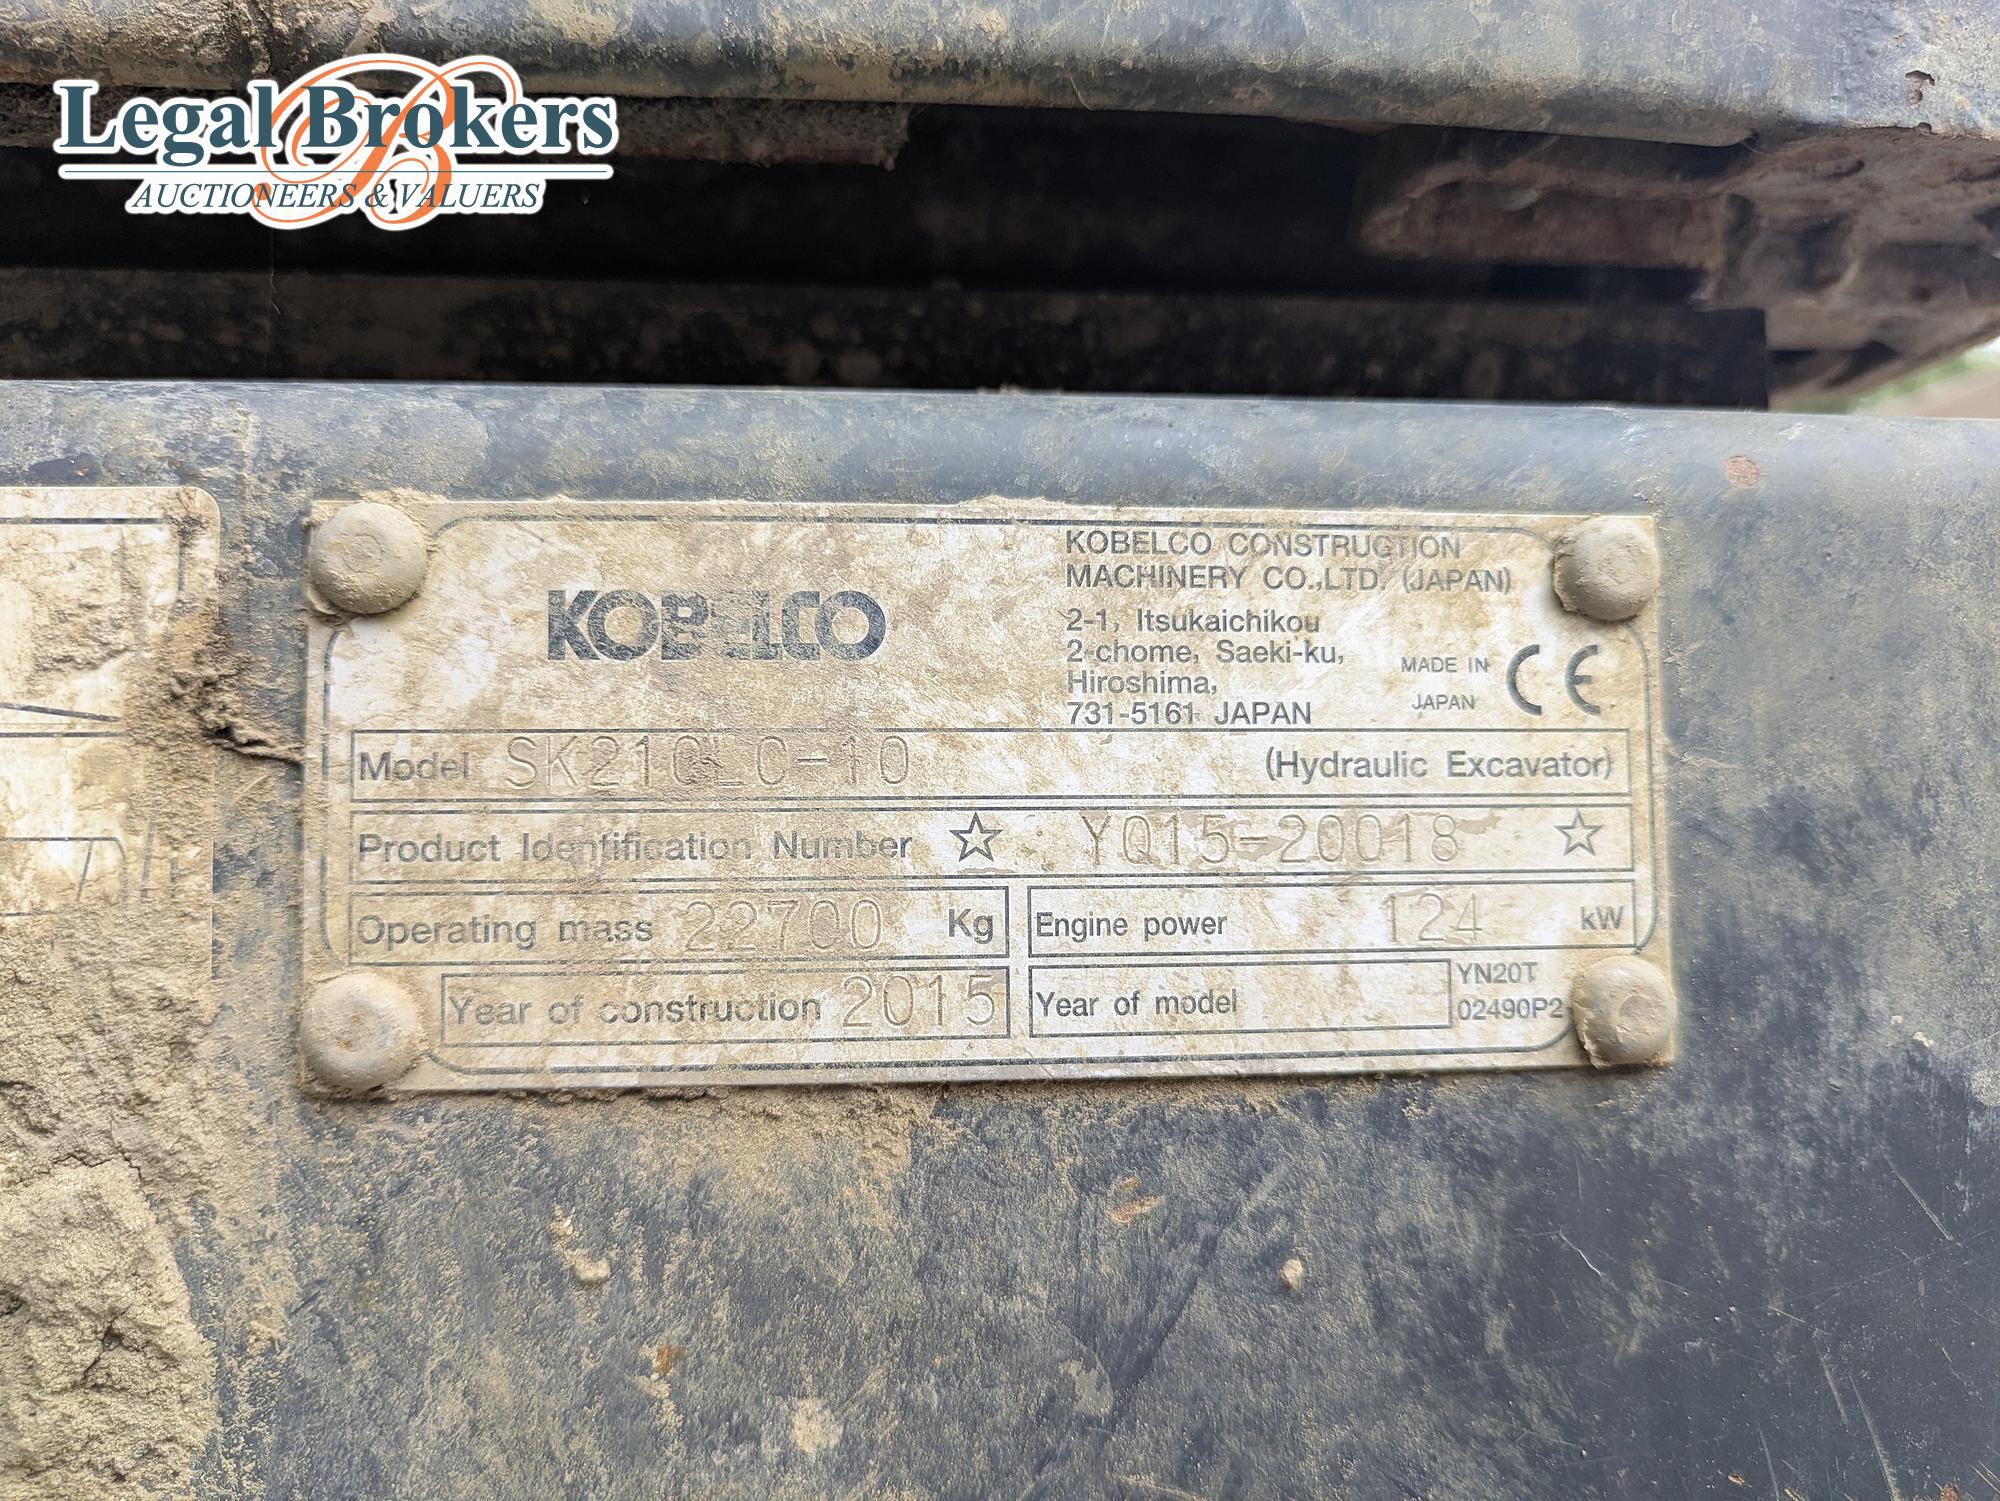 Legal Brokers
AUCTIONEERS & VALUERS
KOBELCO
KOBELCO CONSTRUCTION
MACHINERY CO.,LTD. (JAPAN)
2-1, Itsukaichikou
2-chome, Saeki-ku,
Hiroshima,
731-5161 JAPAN
MADE IN
JAPAN
CE
Model SK210LC-10 (Hydraulic Excavator)
Product Identification Number ☆ YQ15-20018 ☆
Operating mass 22700 Kg
Engine power 124 kW
Year of construction 2015
Year of model
YN20T
02490P2